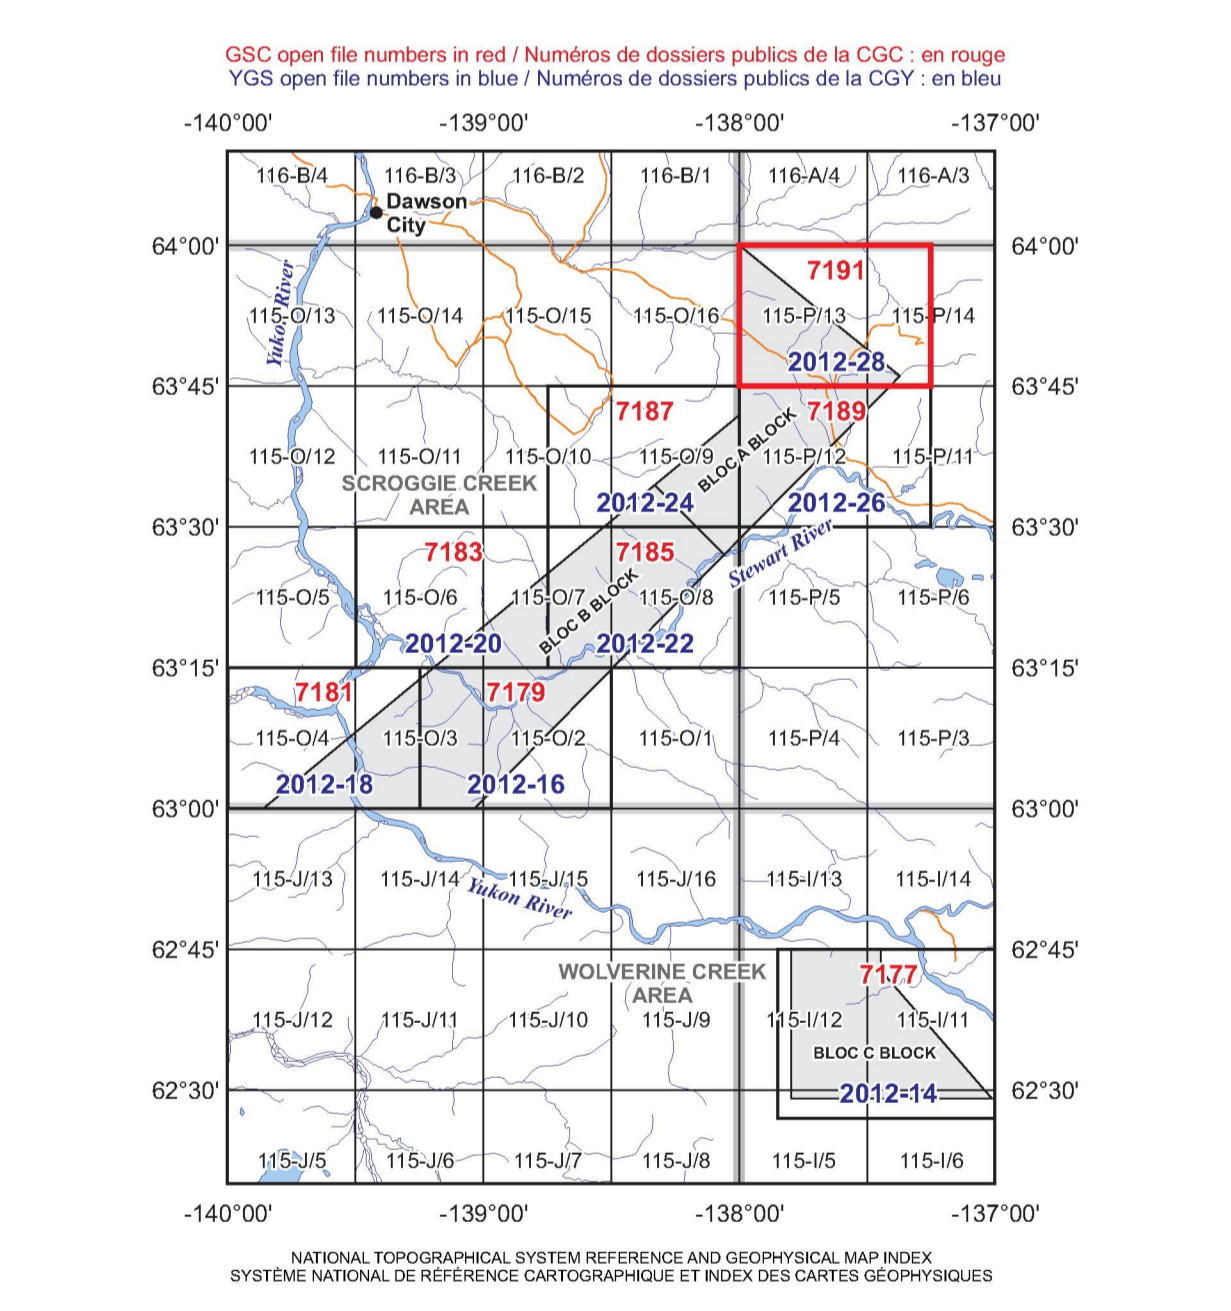 GSC open file numbers in red / Numéros de dossiers publics de la CGC : en rouge
YGS open file numbers in blue / Numéros de dossiers publics de la CGY : en bleu
-140°00' -139°00' -138°00' -137°00'
116-B/4 116-B/3 116-B/2 116-B/1 116-A/4 116-A/3
Dawson
City
64°00' 64°00'
7191
Yukon River
115-O/13 115-O/14 115-O/15 115-O/16 115-P/13 115-P/14
2012-28
63°45' 63°45'
7187 7189
BLOC A BLOCK
115-O/12 115-O/11 115-O/10 115-O/9 115-P/12 115-P/11
SCROGGIE CREEK
AREA
2012-24 2012-26
63°30' 63°30'
7183 7185
Stewart River
115-O/5 115-O/6 115-O/7 115-O/8 115-P/5 115-P/6
BLOC B BLOCK
2012-20 2012-22
63°15' 63°15'
7181 7179
115-O/4 115-O/3 115-O/2 115-O/1 115-P/4 115-P/3
2012-18 2012-16
63°00' 63°00'
115-J/13 115-J/14 115-J/15 115-J/16 115-I/13 115-I/14
Yukon River
62°45' 62°45'
WOLVERINE CREEK
AREA
7177
115-J/12 115-J/11 115-J/10 115-J/9 115-I/12 115-I/11
BLOC C BLOCK
62°30' 2012-14 62°30'
115-J/5 115-J/6 115-J/7 115-J/8 115-I/5 115-I/6
-140°00' -139°00' -138°00' -137°00'
NATIONAL TOPOGRAPHICAL SYSTEM REFERENCE AND GEOPHYSICAL MAP INDEX
SYSTÈME NATIONAL DE RÉFÉRENCE CARTOGRAPHIQUE ET INDEX DES CARTES GÉOPHYSIQUES